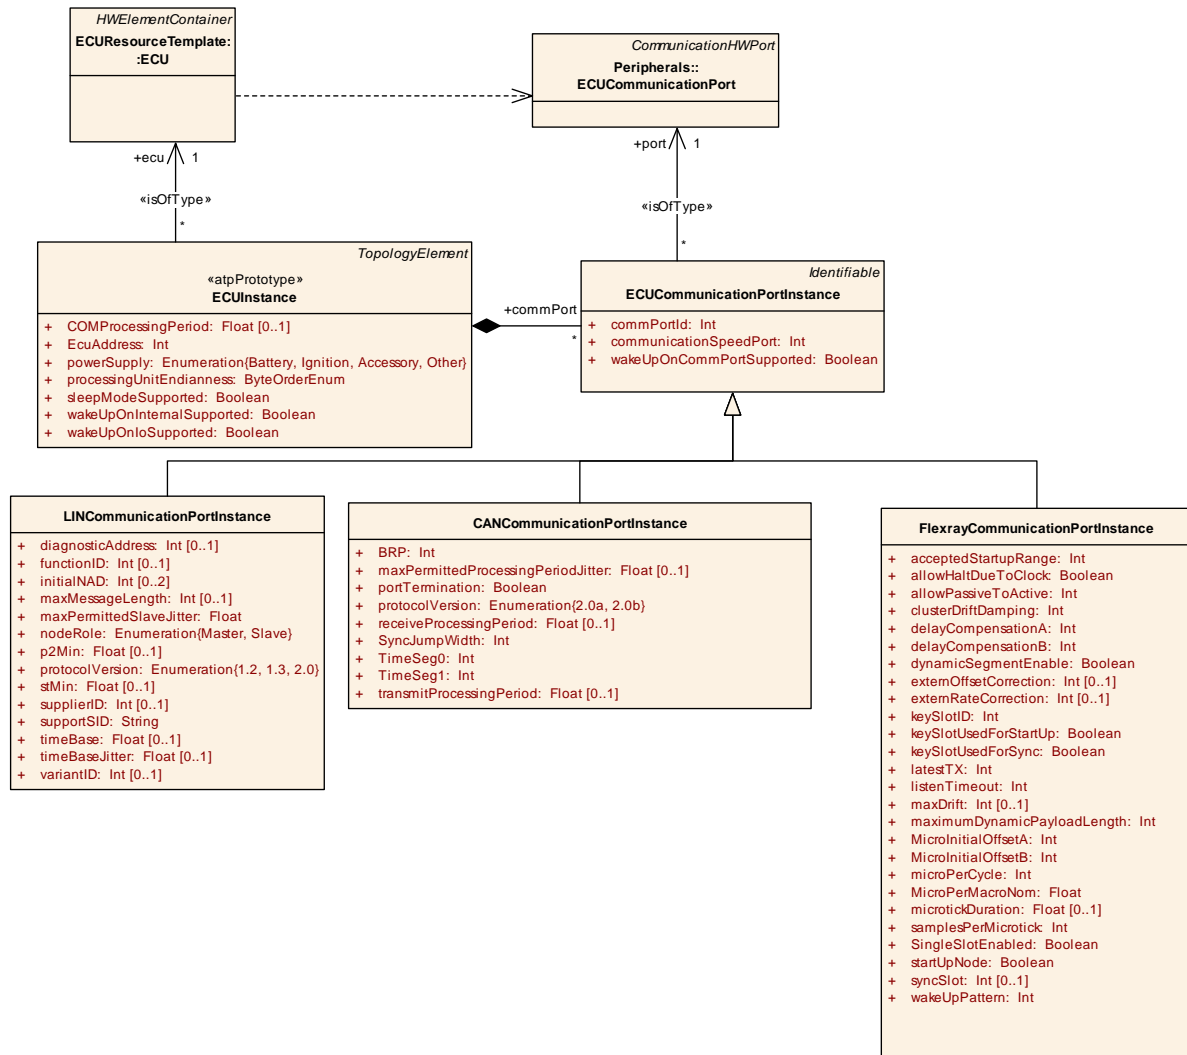 HWElementContainer
ECUResourceTemplate:
:ECU
CommunicationHWPort
Peripherals::
ECUCommunicationPort
+ecu 1
«isOfType»
*
+port 1
«isOfType»
*
TopologyElement
«atpPrototype»
ECUInstance
+ COMProcessingPeriod: Float [0..1]
+ EcuAddress: Int
+ powerSupply: Enumeration{Battery, Ignition, Accessory, Other}
+ processingUnitEndianness: ByteOrderEnum
+ sleepModeSupported: Boolean
+ wakeUpOnInternalSupported: Boolean
+ wakeUpOnIoSupported: Boolean
+commPort
*
Identifiable
ECUCommunicationPortInstance
+ commPortId: Int
+ communicationSpeedPort: Int
+ wakeUpOnCommPortSupported: Boolean
LINCommunicationPortInstance
+ diagnosticAddress: Int [0..1]
+ functionID: Int [0..1]
+ initialNAD: Int [0..2]
+ maxMessageLength: Int [0..1]
+ maxPermittedSlaveJitter: Float
+ nodeRole: Enumeration{Master, Slave}
+ p2Min: Float [0..1]
+ protocolVersion: Enumeration{1.2, 1.3, 2.0}
+ stMin: Float [0..1]
+ supplierID: Int [0..1]
+ supportSID: String
+ timeBase: Float [0..1]
+ timeBaseJitter: Float [0..1]
+ variantID: Int [0..1]
CANCommunicationPortInstance
+ BRP: Int
+ maxPermittedProcessingPeriodJitter: Float [0..1]
+ portTermination: Boolean
+ protocolVersion: Enumeration{2.0a, 2.0b}
+ receiveProcessingPeriod: Float [0..1]
+ SyncJumpWidth: Int
+ TimeSeg0: Int
+ TimeSeg1: Int
+ transmitProcessingPeriod: Float [0..1]
FlexrayCommunicationPortInstance
+ acceptedStartupRange: Int
+ allowHaltDueToClock: Boolean
+ allowPassiveToActive: Int
+ clusterDriftDamping: Int
+ delayCompensationA: Int
+ delayCompensationB: Int
+ dynamicSegmentEnable: Boolean
+ externOffsetCorrection: Int [0..1]
+ externRateCorrection: Int [0..1]
+ keySlotID: Int
+ keySlotUsedForStartUp: Boolean
+ keySlotUsedForSync: Boolean
+ latestTX: Int
+ listenTimeout: Int
+ maxDrift: Int [0..1]
+ maximumDynamicPayloadLength: Int
+ MicroInitialOffsetA: Int
+ MicroInitialOffsetB: Int
+ microPerCycle: Int
+ MicroPerMacroNom: Float
+ microtickDuration: Float [0..1]
+ samplesPerMicrotick: Int
+ SingleSlotEnabled: Boolean
+ startUpNode: Boolean
+ syncSlot: Int [0..1]
+ wakeUpPattern: Int